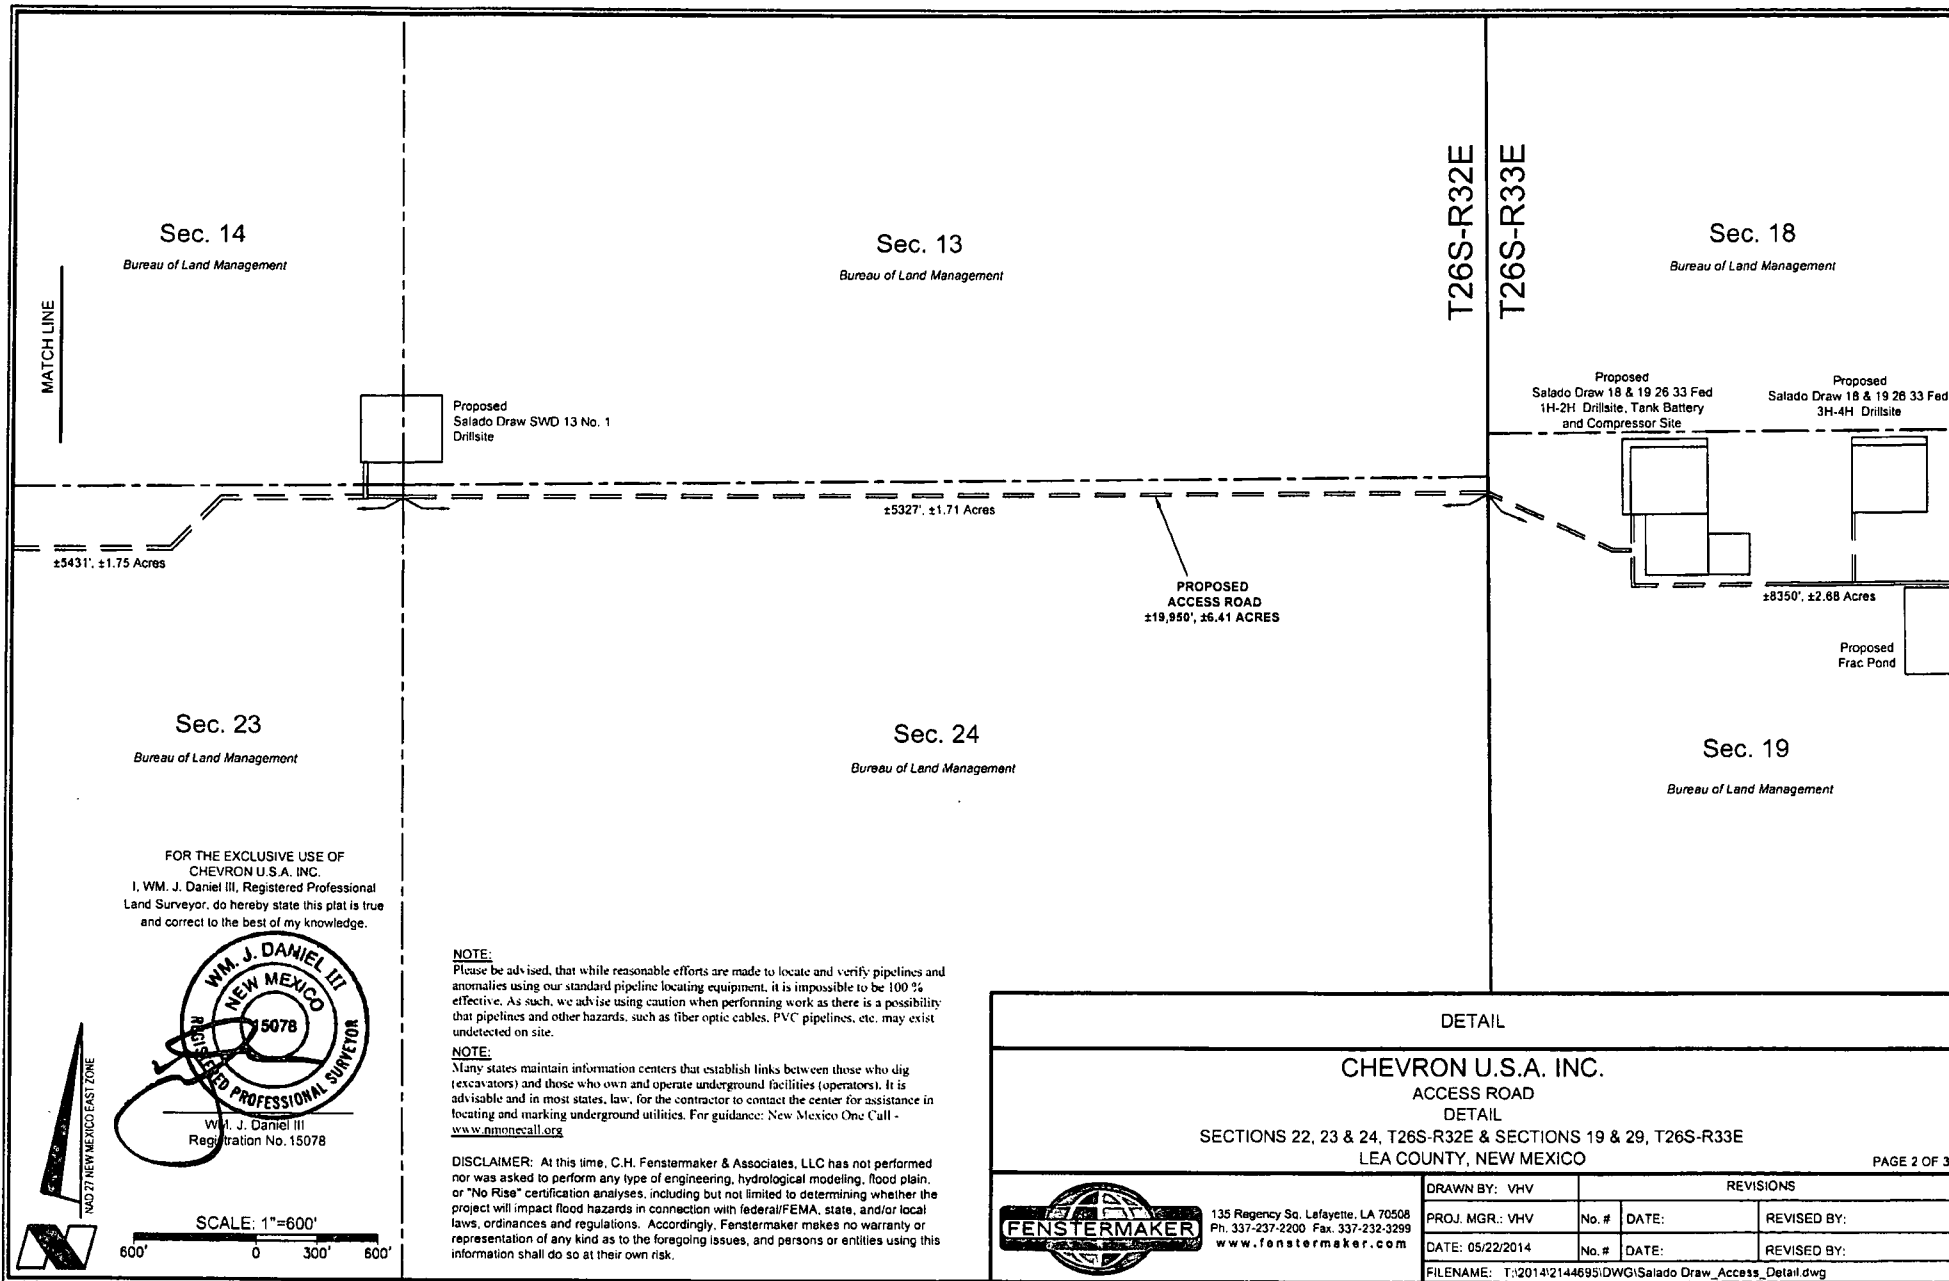 Sec. 14
Bureau of Land Management
MATCH LINE
Sec. 13
Bureau of Land Management
T26S-R32E
T26S-R33E
Sec. 18
Bureau of Land Management
Proposed
Salado Draw SWD 13 No. 1
Drillsite
Proposed
Salado Draw 18 & 19 26 33 Fed
1H-2H Drillsite, Tank Battery
and Compressor Site
Proposed
Salado Draw 18 & 19 26 33 Fed
3H-4H Drillsite
±5431', ±1.75 Acres
±5327', ±1.71 Acres
PROPOSED
ACCESS ROAD
±19,950', ±6.41 ACRES
±8350', ±2.68 Acres
Proposed
Frac Pond
Sec. 23
Bureau of Land Management
Sec. 24
Bureau of Land Management
Sec. 19
Bureau of Land Management
FOR THE EXCLUSIVE USE OF
CHEVRON U.S.A. INC.
I, WM. J. Daniel III, Registered Professional
Land Surveyor, do hereby state this plat is true
and correct to the best of my knowledge.
WM. J. DANIEL III
NEW MEXICO
15078
REGISTERED PROFESSIONAL SURVEYOR
WM. J. Daniel III
Registration No. 15078
NAD 27 NEW MEXICO EAST ZONE
SCALE: 1"=600'
600' 0 300' 600'
NOTE:
Please be advised, that while reasonable efforts are made to locate and verify pipelines and
anomalies using our standard pipeline locating equipment, it is impossible to be 100 %
effective. As such, we advise using caution when performing work as there is a possibility
that pipelines and other hazards, such as fiber optic cables, PVC pipelines, etc. may exist
undetected on site.
NOTE:
Many states maintain information centers that establish links between those who dig
(excavators) and those who own and operate underground facilities (operators). It is
advisable and in most states, law, for the contractor to contact the center for assistance in
locating and marking underground utilities. For guidance: New Mexico One Call -
www.nmonecall.org
DISCLAIMER: At this time, C.H. Fenstermaker & Associates, LLC has not performed
nor was asked to perform any type of engineering, hydrological modeling, flood plain,
or "No Rise" certification analyses, including but not limited to determining whether the
project will impact flood hazards in connection with federal/FEMA, state, and/or local
laws, ordinances and regulations. Accordingly, Fenstermaker makes no warranty or
representation of any kind as to the foregoing issues, and persons or entities using this
information shall do so at their own risk.
DETAIL
CHEVRON U.S.A. INC.
ACCESS ROAD
DETAIL
SECTIONS 22, 23 & 24, T26S-R32E & SECTIONS 19 & 29, T26S-R33E
LEA COUNTY, NEW MEXICO
PAGE 2 OF 3
FENSTERMAKER
135 Regency Sq. Lafayette, LA 70508
Ph. 337-237-2200 Fax. 337-232-3299
www.fenstermaker.com
DRAWN BY: VHV
REVISIONS
PROJ. MGR.: VHV
No. # DATE: REVISED BY:
DATE: 05/22/2014
No. # DATE: REVISED BY:
FILENAME: T:\2014\2144695\DWG\Salado Draw_Access_Detail.dwg